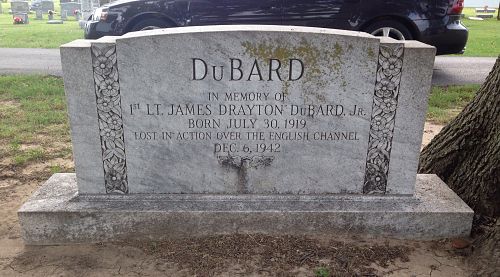 DuBARD
IN MEMORY OF
1ST LT. JAMES DRAYTON DuBARD, JR.
BORN JULY 30, 1919
LOST IN ACTION OVER THE ENGLISH CHANNEL
DEC. 6, 1942